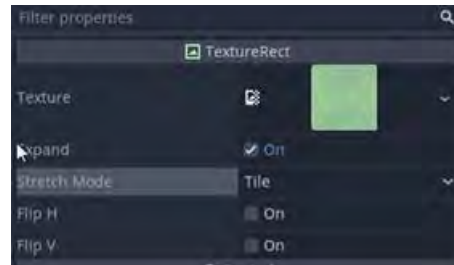 Filter properties
TextureRect
Texture
Expand On
Stretch Mode Tile
Flip H On
Flip V On